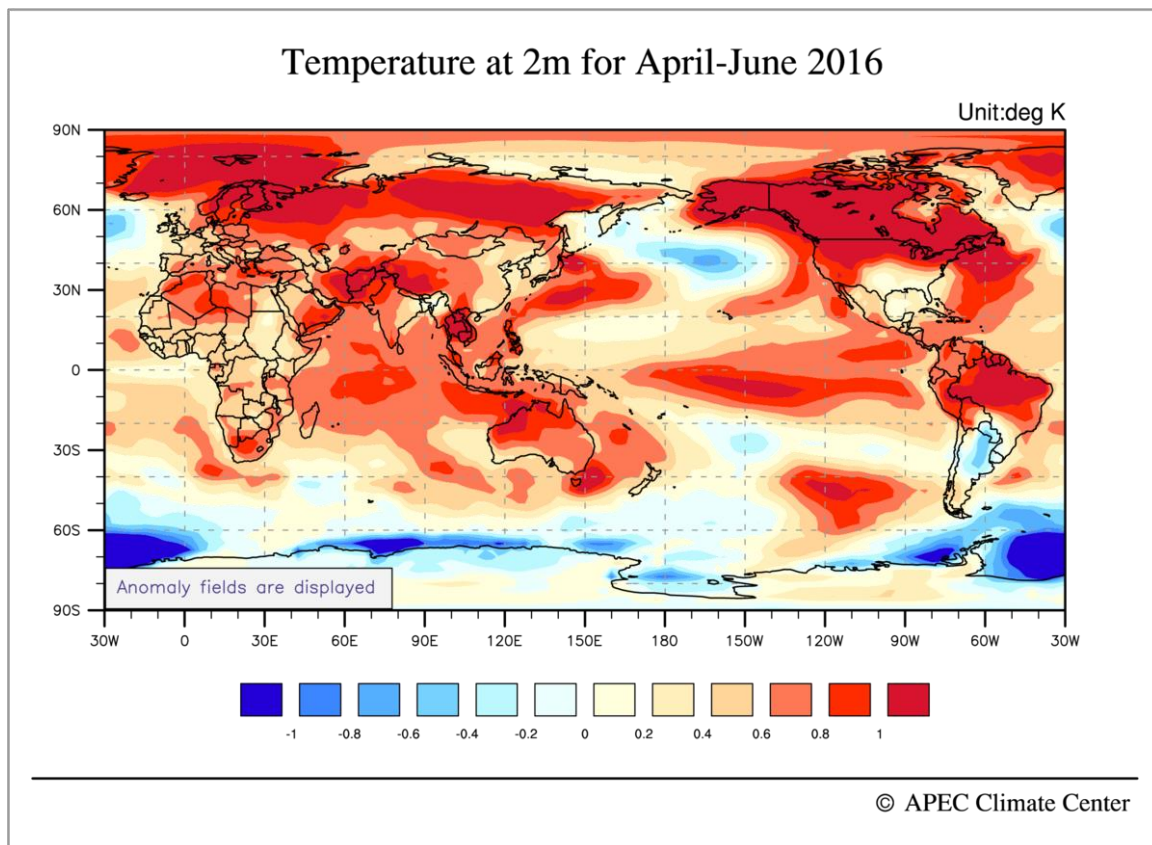 Temperature at 2m for April-June 2016
Unit:deg K
90N
60N
30N
0
30S
60S
90S
Anomaly fields are displayed
30W 0 30E 60E 90E 120E 150E 180 150W 120W 90W 60W 30W
-1 -0.8 -0.6 -0.4 -0.2 0 0.2 0.4 0.6 0.8 1
© APEC Climate Center